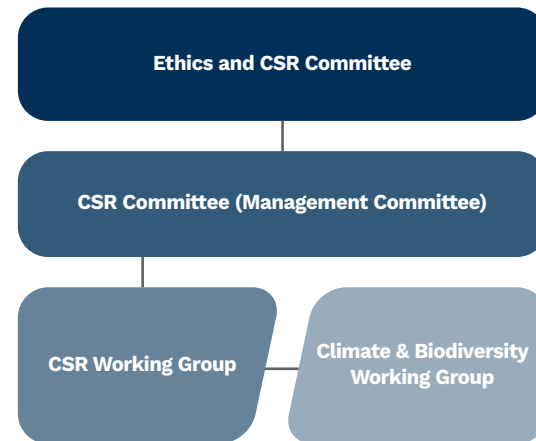 Ethics and CSR Committee
CSR Committee (Management Committee)
CSR Working Group
Climate & Biodiversity
Working Group